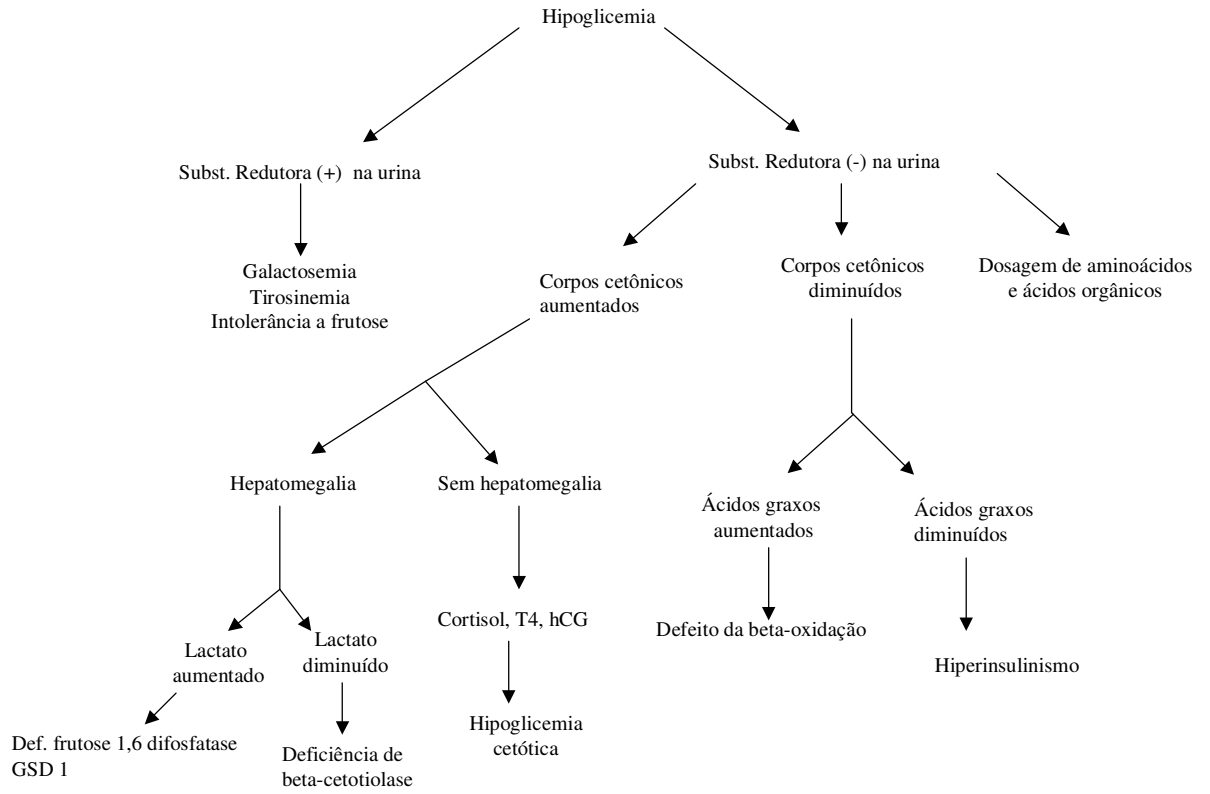 Hipoglicemia
Subst. Redutora (+) na urina
Subst. Redutora (-) na urina
Galactosemia
Tirosinemia
Intolerância a frutose
Corpos cetônicos
aumentados
Corpos cetônicos
diminuídos
Dosagem de aminoácidos
e ácidos orgânicos
Hepatomegalia
Sem hepatomegalia
Ácidos graxos
aumentados
Ácidos graxos
diminuídos
Lactato
aumentado
Lactato
diminuído
Cortisol, T4, hCG
Defeito da beta-oxidação
Hiperinsulinismo
Def. frutose 1,6 difosfatase
GSD 1
Deficiência de
beta-cetotiolase
Hipoglicemia
cetótica